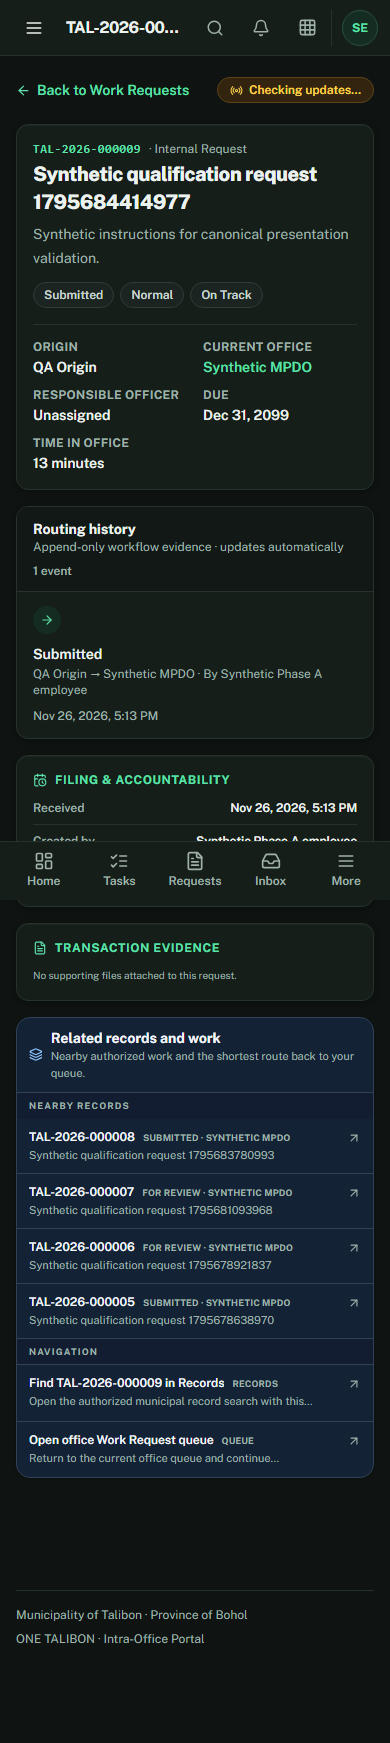 TAL-2026-00...
SE
Back to Work Requests
Checking updates...
TAL-2026-000009 · Internal Request
Synthetic qualification request
1795684414977
Synthetic instructions for canonical presentation
validation.
Submitted
Normal
On Track
ORIGIN
CURRENT OFFICE
QA Origin
Synthetic MPDO
RESPONSIBLE OFFICER
DUE
Unassigned
Dec 31, 2099
TIME IN OFFICE
13 minutes
Routing history
Append-only workflow evidence · updates automatically
1 event
Submitted
QA Origin → Synthetic MPDO · By Synthetic Phase A
employee
Nov 26, 2026, 5:13 PM
FILING & ACCOUNTABILITY
Received
Nov 26, 2026, 5:13 PM
Created by
Synthetic Phase A employee
Home
Tasks
Requests
Inbox
More
TRANSACTION EVIDENCE
No supporting files attached to this request.
Related records and work
Nearby authorized work and the shortest route back to your
queue.
NEARBY RECORDS
TAL-2026-000008 SUBMITTED · SYNTHETIC MPDO
Synthetic qualification request 1795683780993
TAL-2026-000007 FOR REVIEW · SYNTHETIC MPDO
Synthetic qualification request 1795681093968
TAL-2026-000006 FOR REVIEW · SYNTHETIC MPDO
Synthetic qualification request 1795678921837
TAL-2026-000005 SUBMITTED · SYNTHETIC MPDO
Synthetic qualification request 1795678638970
NAVIGATION
Find TAL-2026-000009 in Records RECORDS
Open the authorized municipal record search with this...
Open office Work Request queue QUEUE
Return to the current office queue and continue...
Municipality of Talibon · Province of Bohol
ONE TALIBON · Intra-Office Portal